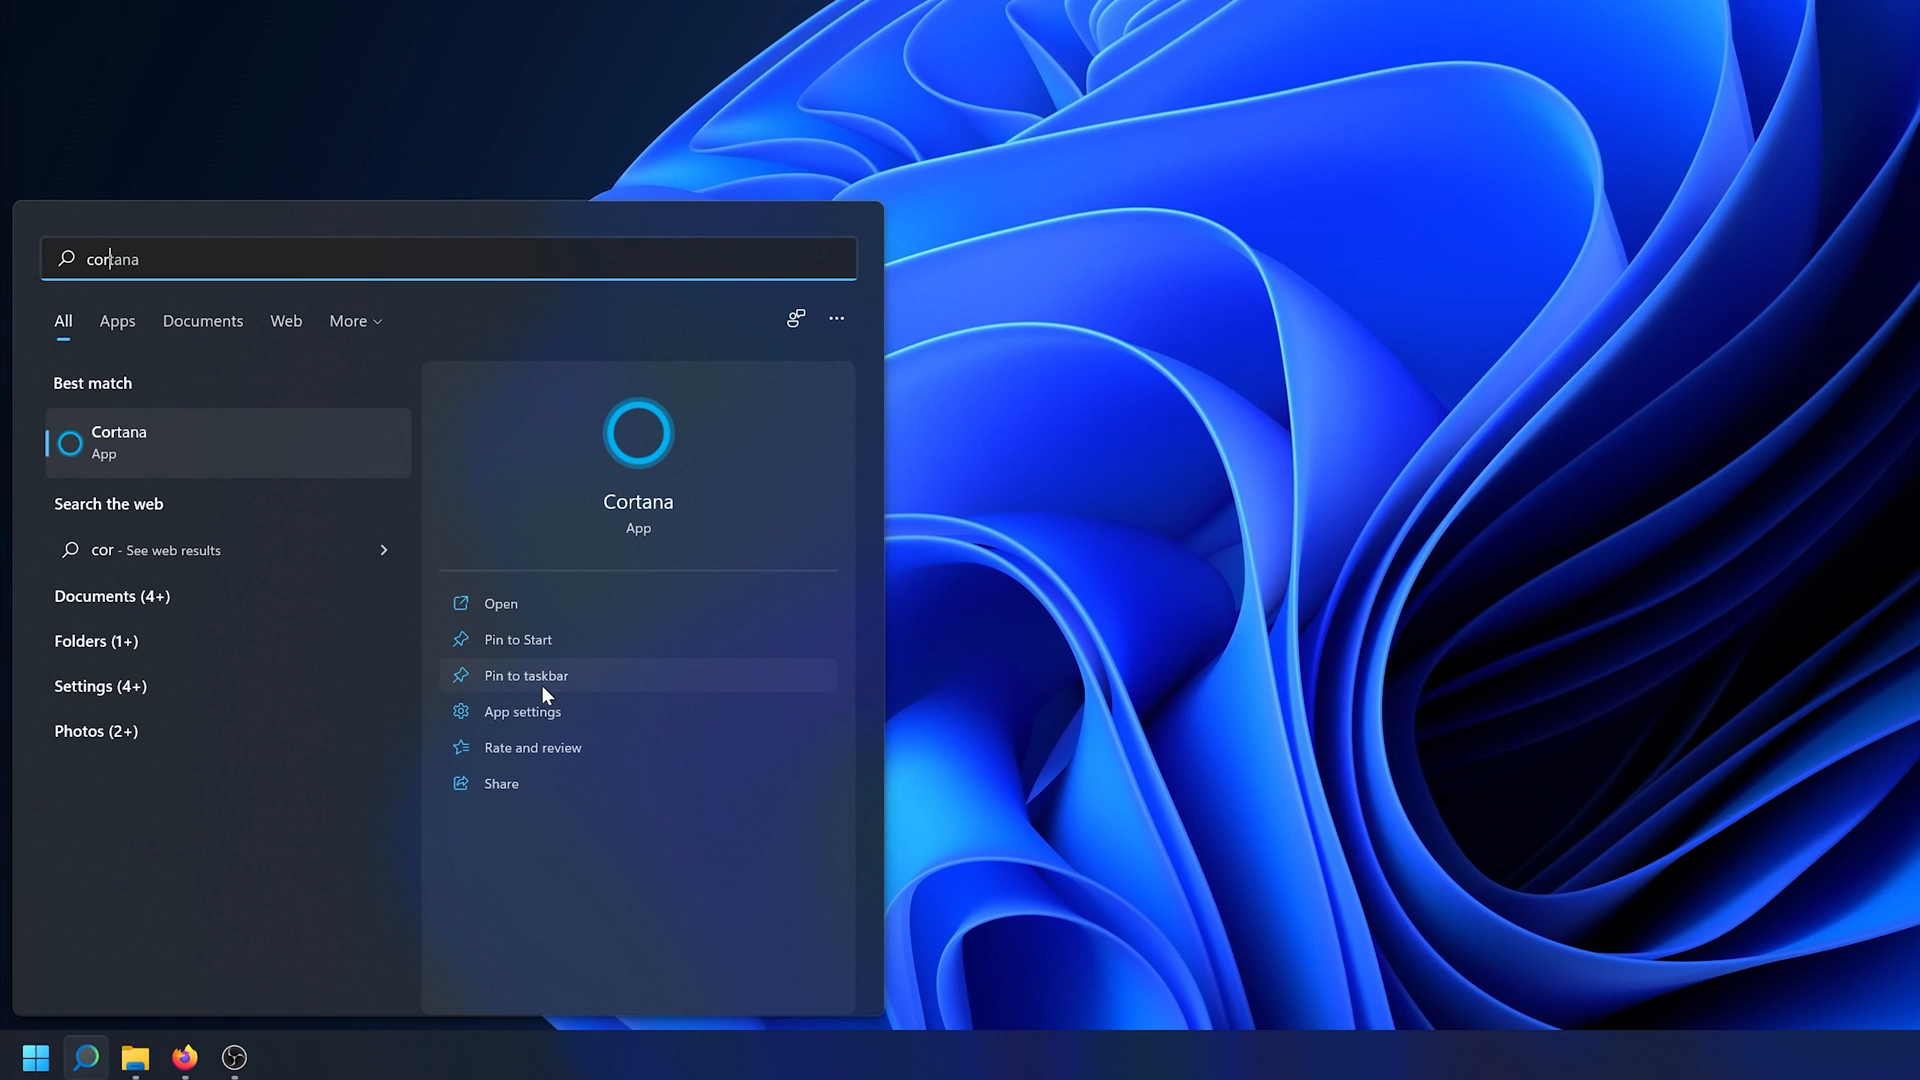 cortana
All Apps Documents Web More
Best match
Cortana
App
Search the web
cor - See web results
Documents (4+)
Folders (1+)
Settings (4+)
Photos (2+)
Cortana
App
Open
Pin to Start
Pin to taskbar
App settings
Rate and review
Share